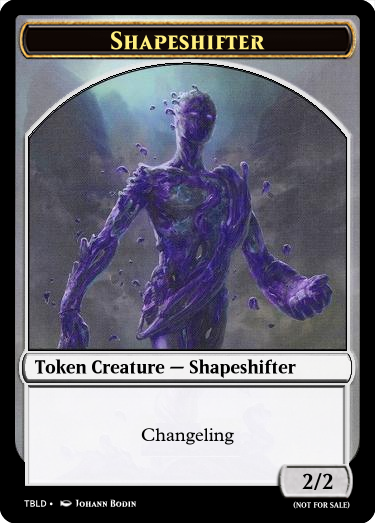 Shapeshifter
Token Creature — Shapeshifter
Changeling
2/2
TBLD • Johann Bodin
(NOT FOR SALE)